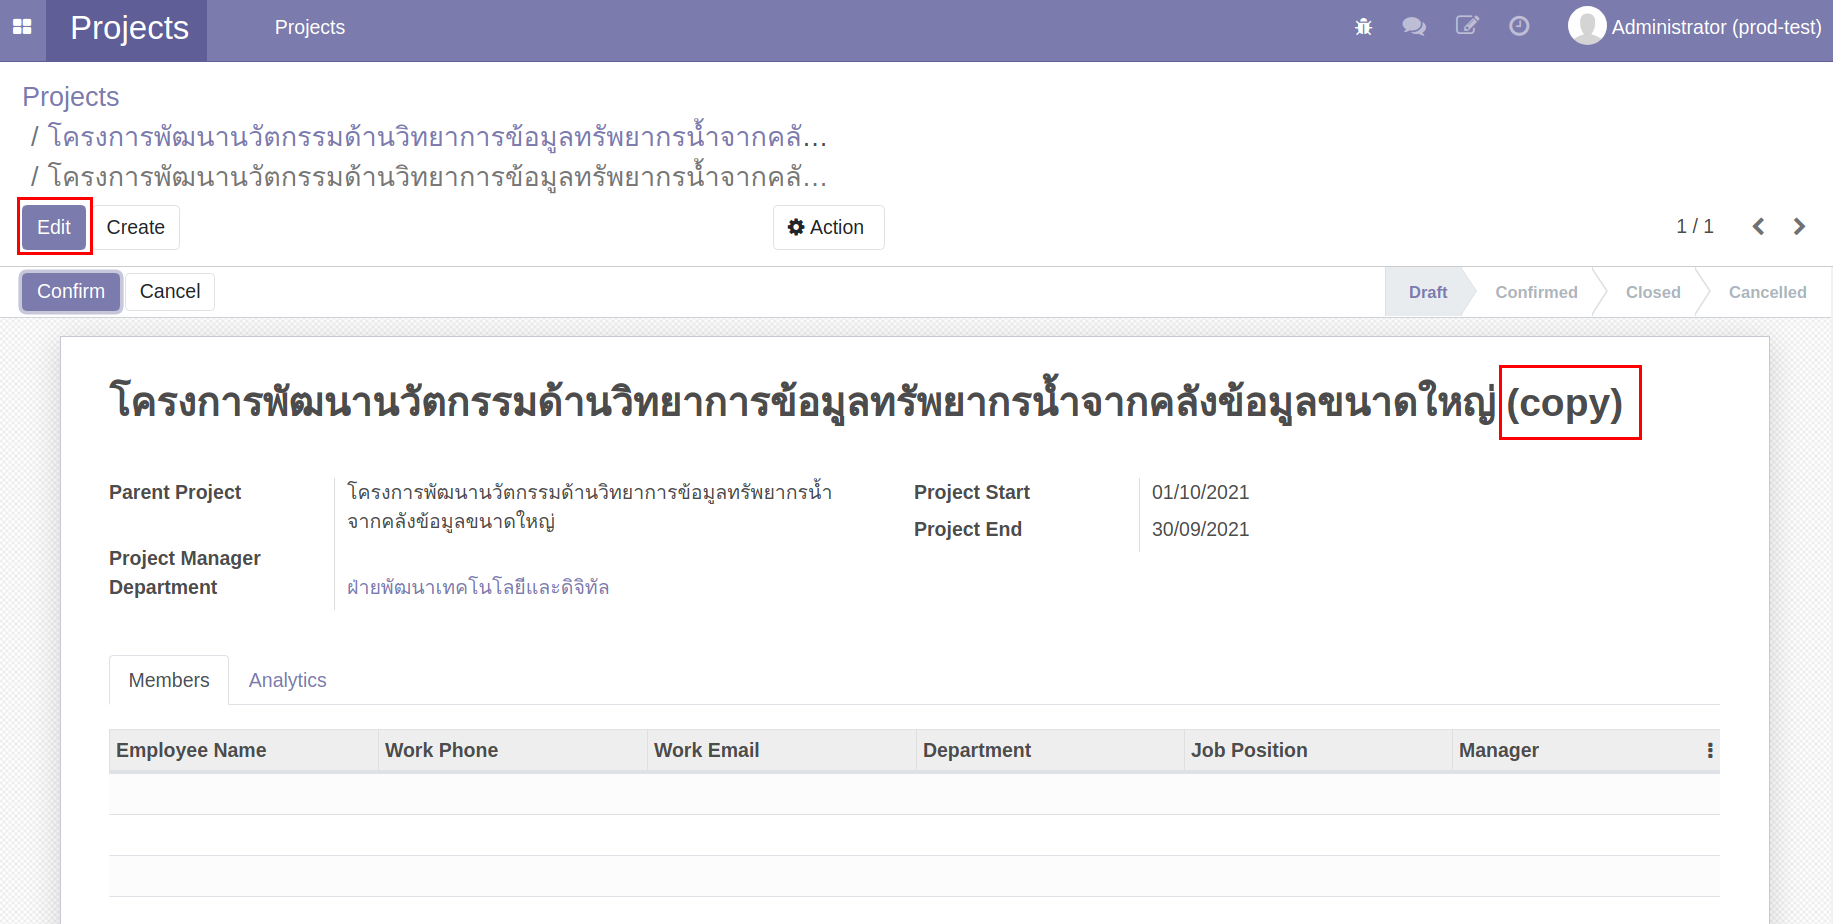 Projects
Projects
Administrator (prod-test)
Projects
/ โครงการพัฒนานวัตกรรมด้านวิทยาการข้อมูลทรัพยากรน้ำจากคลั...
/ โครงการพัฒนานวัตกรรมด้านวิทยาการข้อมูลทรัพยากรน้ำจากคลั...
Edit Create Action 1 / 1
Confirm Cancel Draft Confirmed Closed Cancelled
โครงการพัฒนานวัตกรรมด้านวิทยาการข้อมูลทรัพยากรน้ำจากคลังข้อมูลขนาดใหญ่ (copy)
Parent Project โครงการพัฒนานวัตกรรมด้านวิทยาการข้อมูลทรัพยากรน้ำ Project Start 01/10/2021
จากคลังข้อมูลขนาดใหญ่ Project End 30/09/2021
Project Manager
Department ฝ่ายพัฒนาเทคโนโลยีและดิจิทัล
Members Analytics
Employee Name Work Phone Work Email Department Job Position Manager